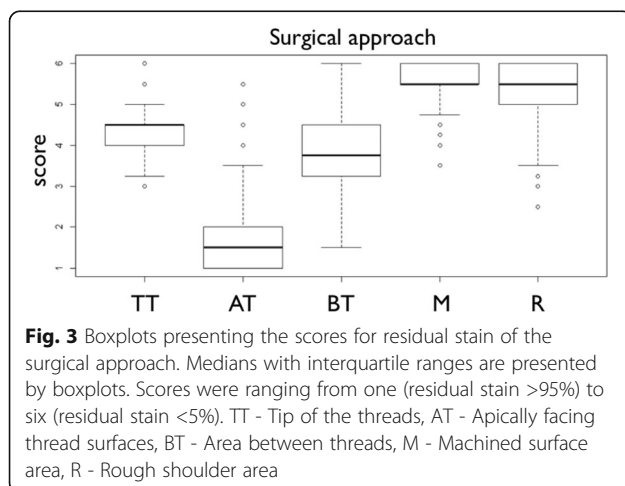 Surgical approach
score
6
5
4
3
2
1
TT AT BT M R
Fig. 3 Boxplots presenting the scores for residual stain of the
surgical approach. Medians with interquartile ranges are presented
by boxplots. Scores were ranging from one (residual stain >95%) to
six (residual stain <5%). TT - Tip of the threads, AT - Apically facing
thread surfaces, BT - Area between threads, M - Machined surface
area, R - Rough shoulder area